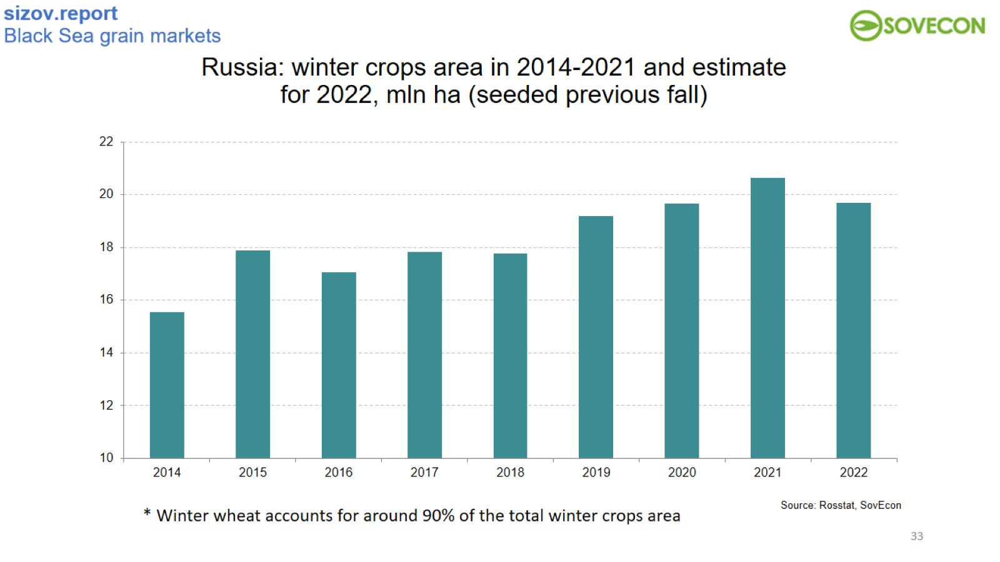 sizov.report
Black Sea grain markets
SOVECON
Russia: winter crops area in 2014-2021 and estimate
for 2022, mln ha (seeded previous fall)
22
20
18
16
14
12
10
2014 2015 2016 2017 2018 2019 2020 2021 2022
* Winter wheat accounts for around 90% of the total winter crops area
Source: Rosstat, SovEcon
33